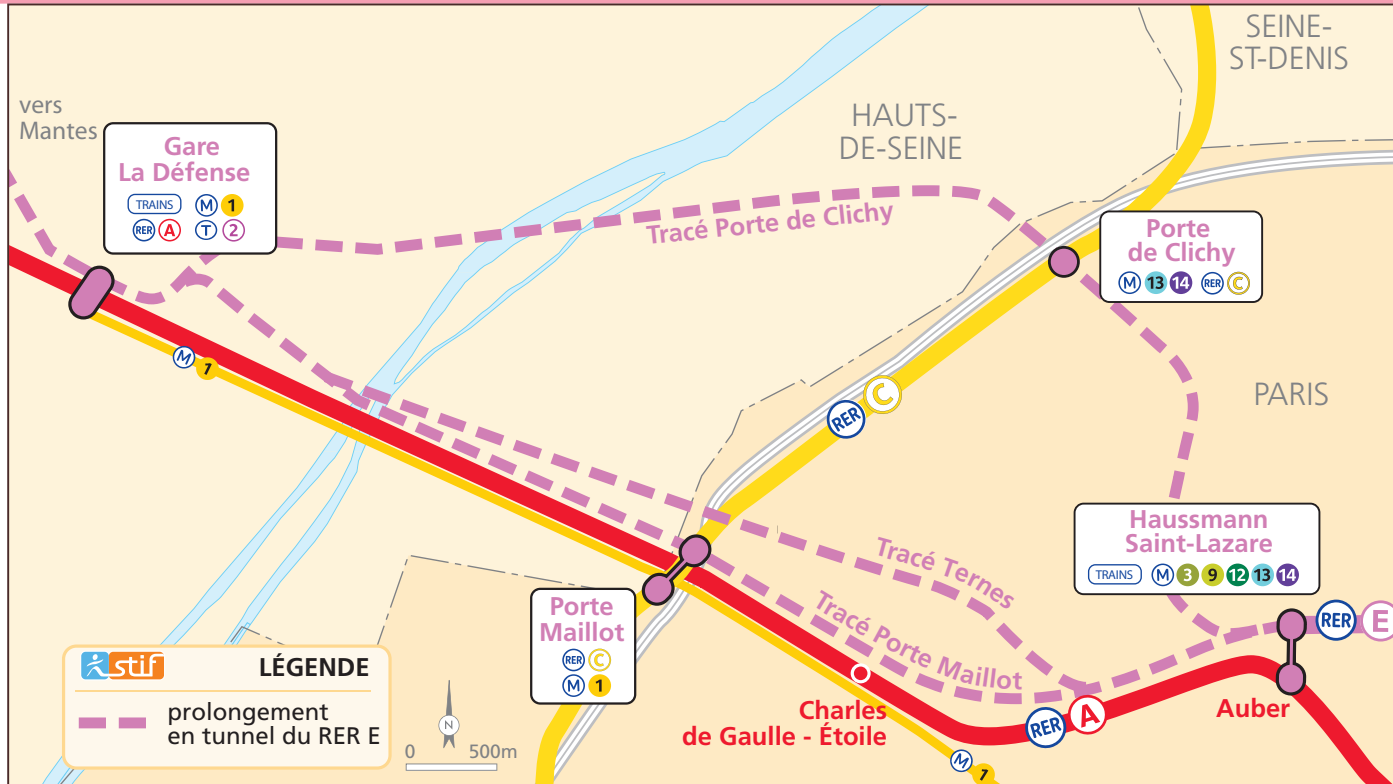 SEINE-
ST-DENIS
HAUTS-
DE-SEINE
vers
Mantes
Gare
La Défense
TRAINS M 1
RER A T 2
Tracé Porte de Clichy
Porte
de Clichy
M 13 14 RER C
M 1
RER C
PARIS
Haussmann
Saint-Lazare
TRAINS M 3 9 12 13 14
Tracé Ternes
Tracé Porte Maillot
RER E
Porte
Maillot
RER C
M 1
Charles
de Gaulle - Étoile
RER A
Auber
M 1
stif LÉGENDE
prolongement
en tunnel du RER E
N
0 500m